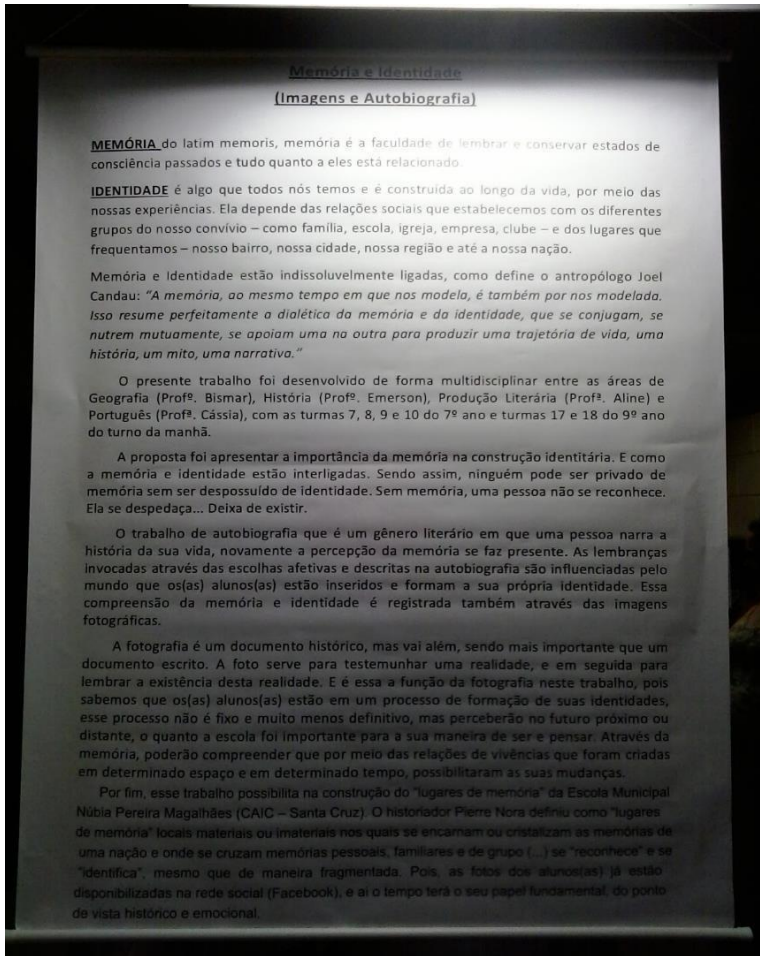 Memória e Identidade
(Imagens e Autobiografia)
MEMÓRIA do latim memoris, memória é a faculdade de lembrar e conservar estados de
consciência passados e tudo quanto a eles está relacionado.
IDENTIDADE é algo que todos nós temos e é construída ao longo da vida, por meio das
nossas experiências. Ela depende das relações sociais que estabelecemos com os diferentes
grupos do nosso convívio – como família, escola, igreja, empresa, clube – e dos lugares que
frequentamos – nosso bairro, nossa cidade, nossa região e até a nossa nação.
Memória e Identidade estão indissoluvelmente ligadas, como define o antropólogo Joel
Candau: "A memória, ao mesmo tempo em que nos modela, é também por nos modelada.
Isso resume perfeitamente a dialética da memória e da identidade, que se conjugam, se
nutrem mutuamente, se apoiam uma na outra para produzir uma trajetória de vida, uma
história, um mito, uma narrativa."
O presente trabalho foi desenvolvido de forma multidisciplinar entre as áreas de
Geografia (Profº. Bismar), História (Profº. Emerson), Produção Literária (Profª. Aline) e
Português (Profª. Cássia), com as turmas 7, 8, 9 e 10 do 7º ano e turmas 17 e 18 do 9º ano
do turno da manhã.
A proposta foi apresentar a importância da memória na construção identitária. E como
a memória e identidade estão interligadas. Sendo assim, ninguém pode ser privado de
memória sem ser despossuído de identidade. Sem memória, uma pessoa não se reconhece.
Ela se despedaça... Deixa de existir.
O trabalho de autobiografia que é um gênero literário em que uma pessoa narra a
história da sua vida, novamente a percepção da memória se faz presente. As lembranças
invocadas através das escolhas afetivas e descritas na autobiografia são influenciadas pelo
mundo que os(as) alunos(as) estão inseridos e formam a sua própria identidade. Essa
compreensão da memória e identidade é registrada também através das imagens
fotográficas.
A fotografia é um documento histórico, mas vai além, sendo mais importante que um
documento escrito. A foto serve para testemunhar uma realidade, e em seguida para
lembrar a existência desta realidade. E é essa a função da fotografia neste trabalho, pois
sabemos que os(as) alunos(as) estão em um processo de formação de suas identidades,
esse processo não é fixo e muito menos definitivo, mas perceberão no futuro próximo ou
distante, o quanto a escola foi importante para a sua maneira de ser e pensar. Através da
memória, poderão compreender que por meio das relações de vivências que foram criadas
em determinado espaço e em determinado tempo, possibilitaram as suas mudanças.
Por fim, esse trabalho possibilita na construção do "lugares de memória" da Escola Municipal
Núbia Pereira Magalhães (CAIC – Santa Cruz). O historiador Pierre Nora definiu como "lugares
de memória" locais materiais ou imateriais nos quais se encarnam ou cristalizam as memórias de
uma nação e onde se cruzam memórias pessoais, familiares e de grupo (...) se "reconhece" e se
"identifica", mesmo que de maneira fragmentada. Pois, as fotos dos alunos(as) já estão
disponibilizadas na rede social (Facebook), e ai o tempo terá o seu papel fundamental, do ponto
de vista histórico e emocional.